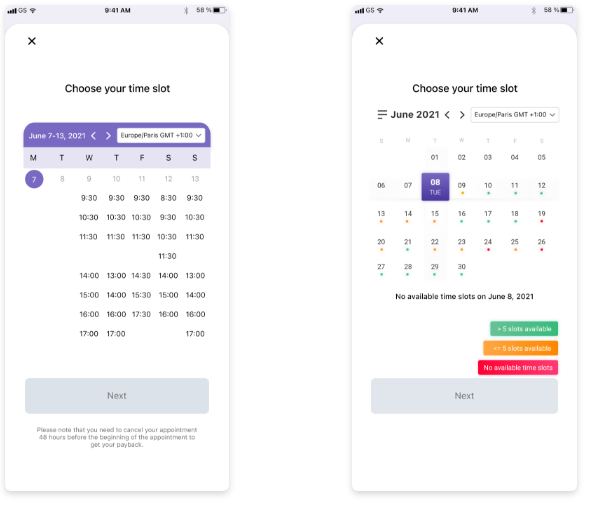 GS 9:41 AM 58 %
Choose your time slot
June 7-13, 2021 Europe/Paris GMT +1:00
M T W T F S S
7 8 9 10 11 12 13
9:30 9:30 9:30 8:30 9:30
10:30 10:30 10:30 9:30 10:30
11:30 11:30 11:30 10:30 11:30
11:30
14:00 13:00 14:30 14:00 13:00
15:00 14:00 15:30 15:00 14:00
16:00 16:00 17:30 16:00 16:00
17:00 17:00 17:00
Next
Please note that you need to cancel your appointment
48 hours before the beginning of the appointment to
get your payback.
GS 9:41 AM 58 %
Choose your time slot
June 2021 Europe/Paris GMT +1:00
S M T W T F S
01 02 03 04 05
06 07 08 09 10 11 12
TUE
13 14 15 16 17 18 19
20 21 22 23 24 25 26
27 28 29 30
No available time slots on June 8, 2021
> 5 slots available
<= 5 slots available
No available time slots
Next